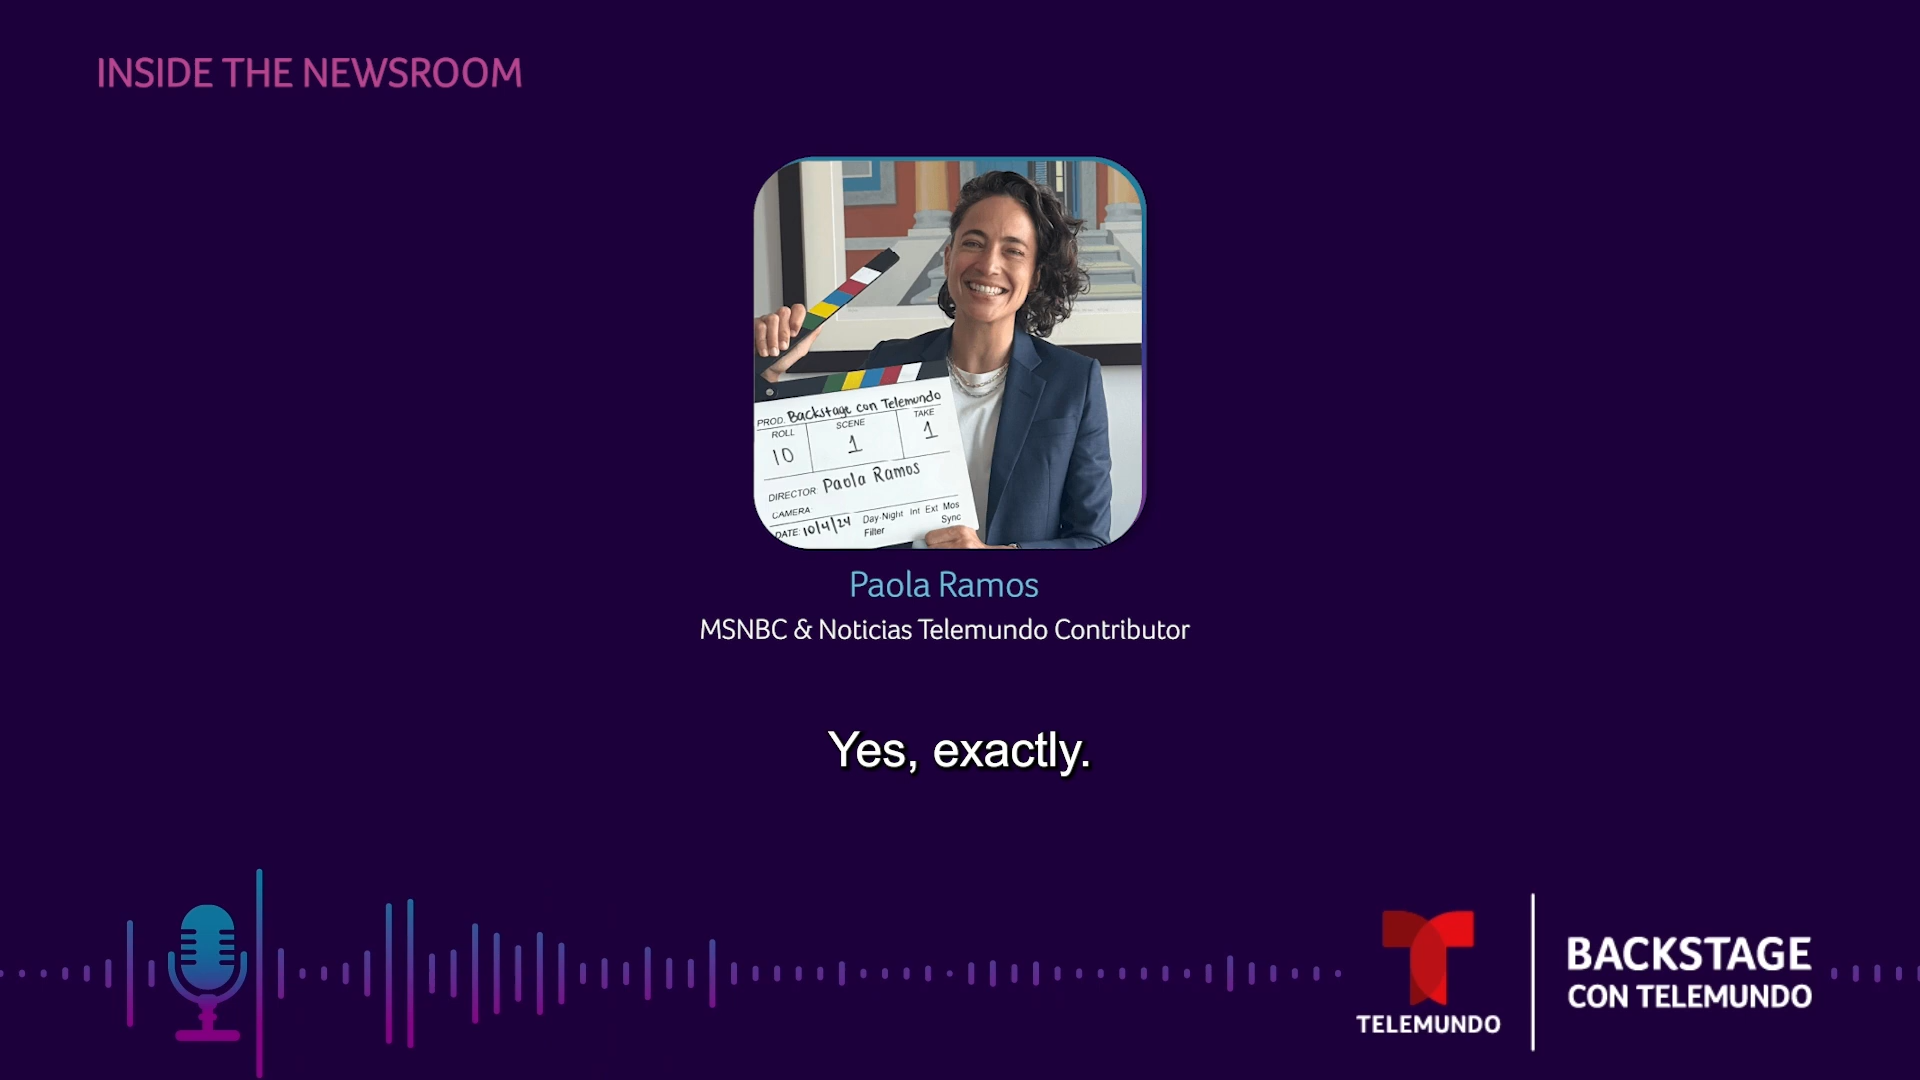 INSIDE THE NEWSROOM
PROD. Backstage con Telemundo
ROLL SCENE TAKE
10 1 1
DIRECTOR: Paola Ramos
CAMERA:
DATE: 10/4/24 Day-Night Int Ext Mos
Filter Sync
Paola Ramos
MSNBC & Noticias Telemundo Contributor
Yes, exactly.
TELEMUNDO
BACKSTAGE
CON TELEMUNDO